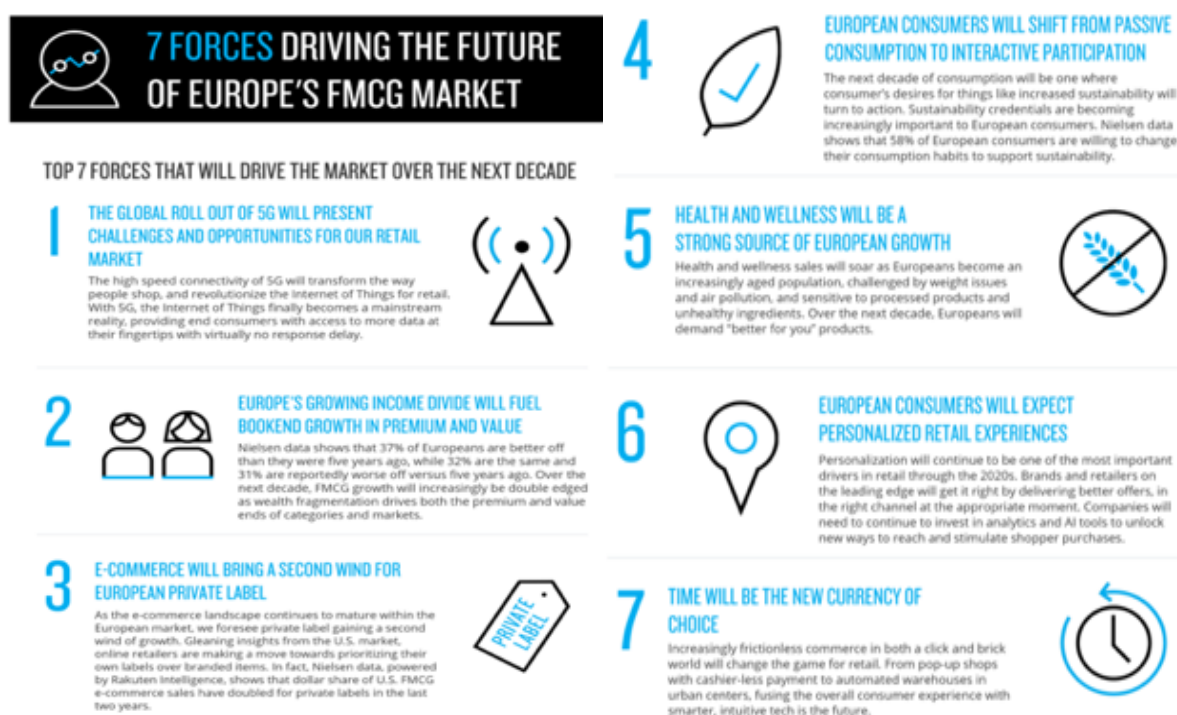 7 FORCES DRIVING THE FUTURE
OF EUROPE'S FMCG MARKET
TOP 7 FORCES THAT WILL DRIVE THE MARKET OVER THE NEXT DECADE
1
THE GLOBAL ROLL OUT OF 5G WILL PRESENT
CHALLENGES AND OPPORTUNITIES FOR OUR RETAIL
MARKET
The high speed connectivity of 5G will transform the way
people shop, and revolutionize the Internet of Things for retail.
With 5G, the Internet of Things finally becomes a mainstream
reality, providing end consumers with access to more data at
their fingertips with virtually no response delay.
2
EUROPE'S GROWING INCOME DIVIDE WILL FUEL
BOOKEND GROWTH IN PREMIUM AND VALUE
Nielsen data shows that 37% of Europeans are better off
than they were five years ago, while 32% are the same and
31% are reportedly worse off versus five years ago. Over the
next decade, FMCG growth will increasingly be double edged
as wealth fragmentation drives both the premium and value
ends of categories and markets.
3
E-COMMERCE WILL BRING A SECOND WIND FOR
EUROPEAN PRIVATE LABEL
As the e-commerce landscape continues to mature within the
European market, we foresee private label gaining a second
wind of growth. Gleaning insights from the U.S. market,
online retailers are making a move towards prioritizing their
own labels over branded items. In fact, Nielsen data, powered
by Rakuten Intelligence, shows that dollar share of U.S. FMCG
e-commerce sales have doubled for private labels in the last
two years.
PRIVATE
LABEL
4
EUROPEAN CONSUMERS WILL SHIFT FROM PASSIVE
CONSUMPTION TO INTERACTIVE PARTICIPATION
The next decade of consumption will be one where
consumer's desires for things like increased sustainability will
turn to action. Sustainability credentials are becoming
increasingly important to European consumers. Nielsen data
shows that 58% of European consumers are willing to change
their consumption habits to support sustainability.
5
HEALTH AND WELLNESS WILL BE A
STRONG SOURCE OF EUROPEAN GROWTH
Health and wellness sales will soar as Europeans become an
increasingly aged population, challenged by weight issues
and air pollution, and sensitive to processed products and
unhealthy ingredients. Over the next decade, Europeans will
demand "better for you" products.
6
EUROPEAN CONSUMERS WILL EXPECT
PERSONALIZED RETAIL EXPERIENCES
Personalization will continue to be one of the most important
drivers in retail through the 2020s. Brands and retailers on
the leading edge will get it right by delivering better offers, in
the right channel at the appropriate moment. Companies will
need to continue to invest in analytics and AI tools to unlock
new ways to reach and stimulate shopper purchases.
7
TIME WILL BE THE NEW CURRENCY OF
CHOICE
Increasingly frictionless commerce in both a click and brick
world will change the game for retail. From pop-up shops
with cashier-less payment to automated warehouses in
urban centers, fusing the overall consumer experience with
smarter, intuitive tech is the future.